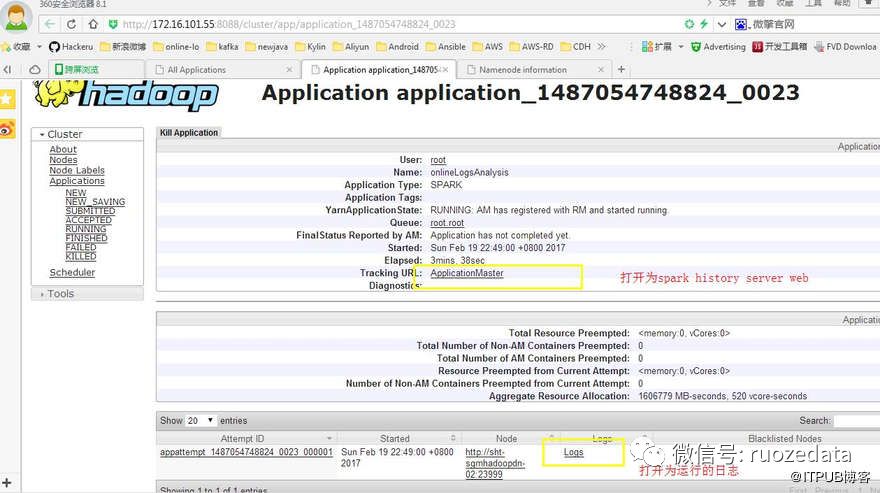 360安全浏览器 8.1
文件 查看 收藏 工具 帮助
http://172.16.101.55:8088/cluster/app/application_1487054748824_0023
微擎官网
收藏 Hackeru 新浪微博 online-lo kafka newjava Kylin Aliyun Android Ansible AWS AWS-RD CDH » 扩展 Advertising 开发工具箱 FVD Downloa
跨屏浏览 All Applications Application application_14870 Namenode information
hadoop
Application application_1487054748824_0023
Cluster
About
Nodes
Node Labels
Applications
NEW
NEW_SAVING
SUBMITTED
ACCEPTED
RUNNING
FINISHED
FAILED
KILLED
Scheduler
Tools
Kill Application
Application
User: root
Name: onlineLogsAnalysis
Application Type: SPARK
Application Tags:
YarnApplicationState: RUNNING: AM has registered with RM and started running.
Queue: root.root
FinalStatus Reported by AM: Application has not completed yet.
Started: Sun Feb 19 22:49:00 +0800 2017
Elapsed: 3mins, 38sec
Tracking URL: ApplicationMaster
Diagnostics:
打开为spark history server web
Applicatio
Total Resource Preempted: <memory:0, vCores:0>
Total Number of Non-AM Containers Preempted: 0
Total Number of AM Containers Preempted: 0
Resource Preempted from Current Attempt: <memory:0, vCores:0>
Number of Non-AM Containers Preempted from Current Attempt: 0
Aggregate Resource Allocation: 1606779 MB-seconds, 520 vcore-seconds
Show 20 entries Search:
Attempt ID Started Node Logs Blacklisted Nodes
appattempt_1487054748824_0023_000001 Sun Feb 19 22:49:00 +0800 2017 http://sht-sgmhadoopdn-02:23999 Logs
微信号: ruozedata
打开为运行的日志
@ITPUB博客
Showing 1 to 1 of 1 entries First Previous 1